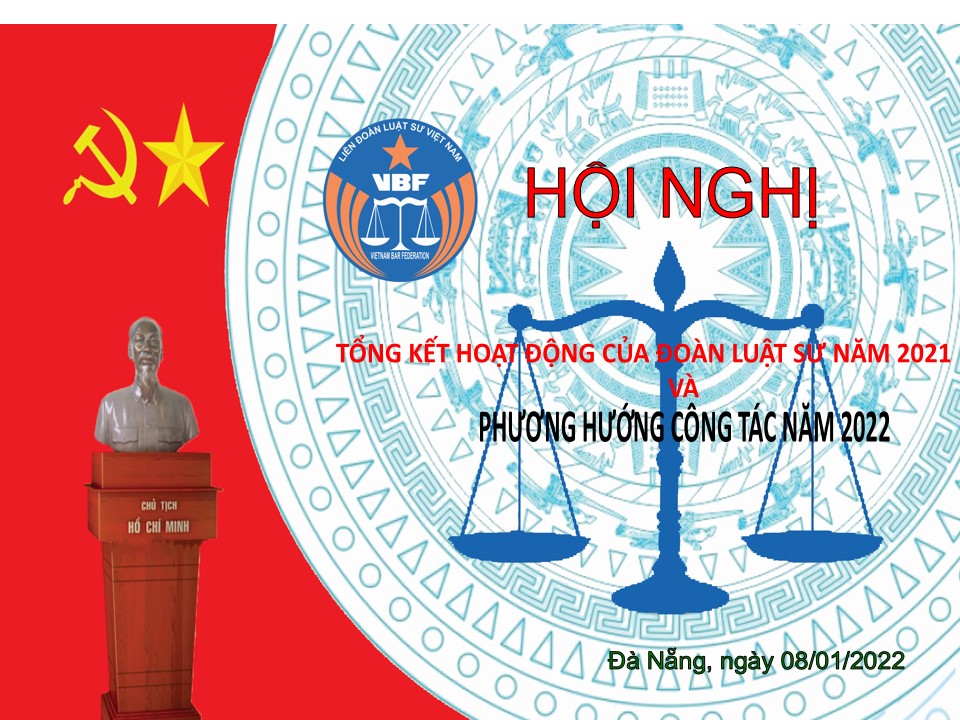 LIÊN ĐOÀN LUẬT SƯ VIỆT NAM
VBF
VIETNAM BAR FEDERATION
HỘI NGHỊ
TỔNG KẾT HOẠT ĐỘNG CỦA ĐOÀN LUẬT SƯ NĂM 2021
VÀ
PHƯƠNG HƯỚNG CÔNG TÁC NĂM 2022
CHỦ TỊCH
HỒ CHÍ MINH
Đà Nẵng, ngày 08/01/2022